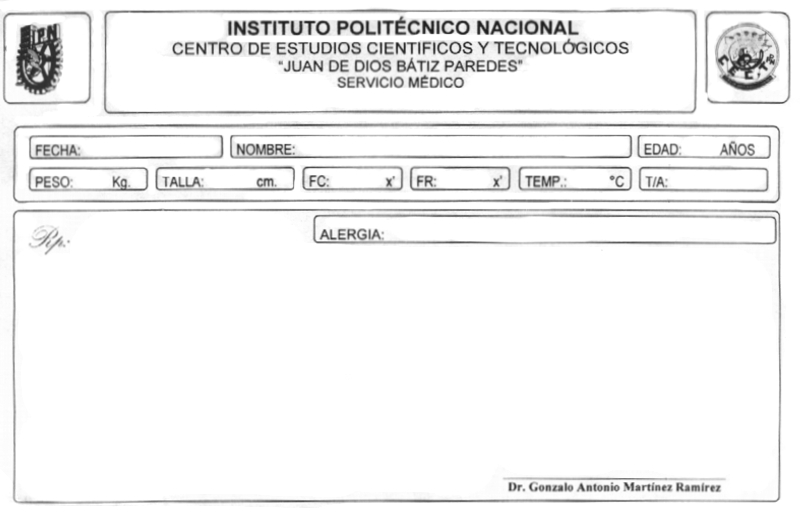 IPN
INSTITUTO POLITÉCNICO NACIONAL
CENTRO DE ESTUDIOS CIENTIFICOS Y TECNOLÓGICOS
"JUAN DE DIOS BÁTIZ PAREDES"
SERVICIO MÉDICO
FECHA: NOMBRE: EDAD: AÑOS
PESO: Kg. TALLA: cm. FC: x' FR: x' TEMP.: °C T/A:
Rp: ALERGIA:
Dr. Gonzalo Antonio Martínez Ramírez